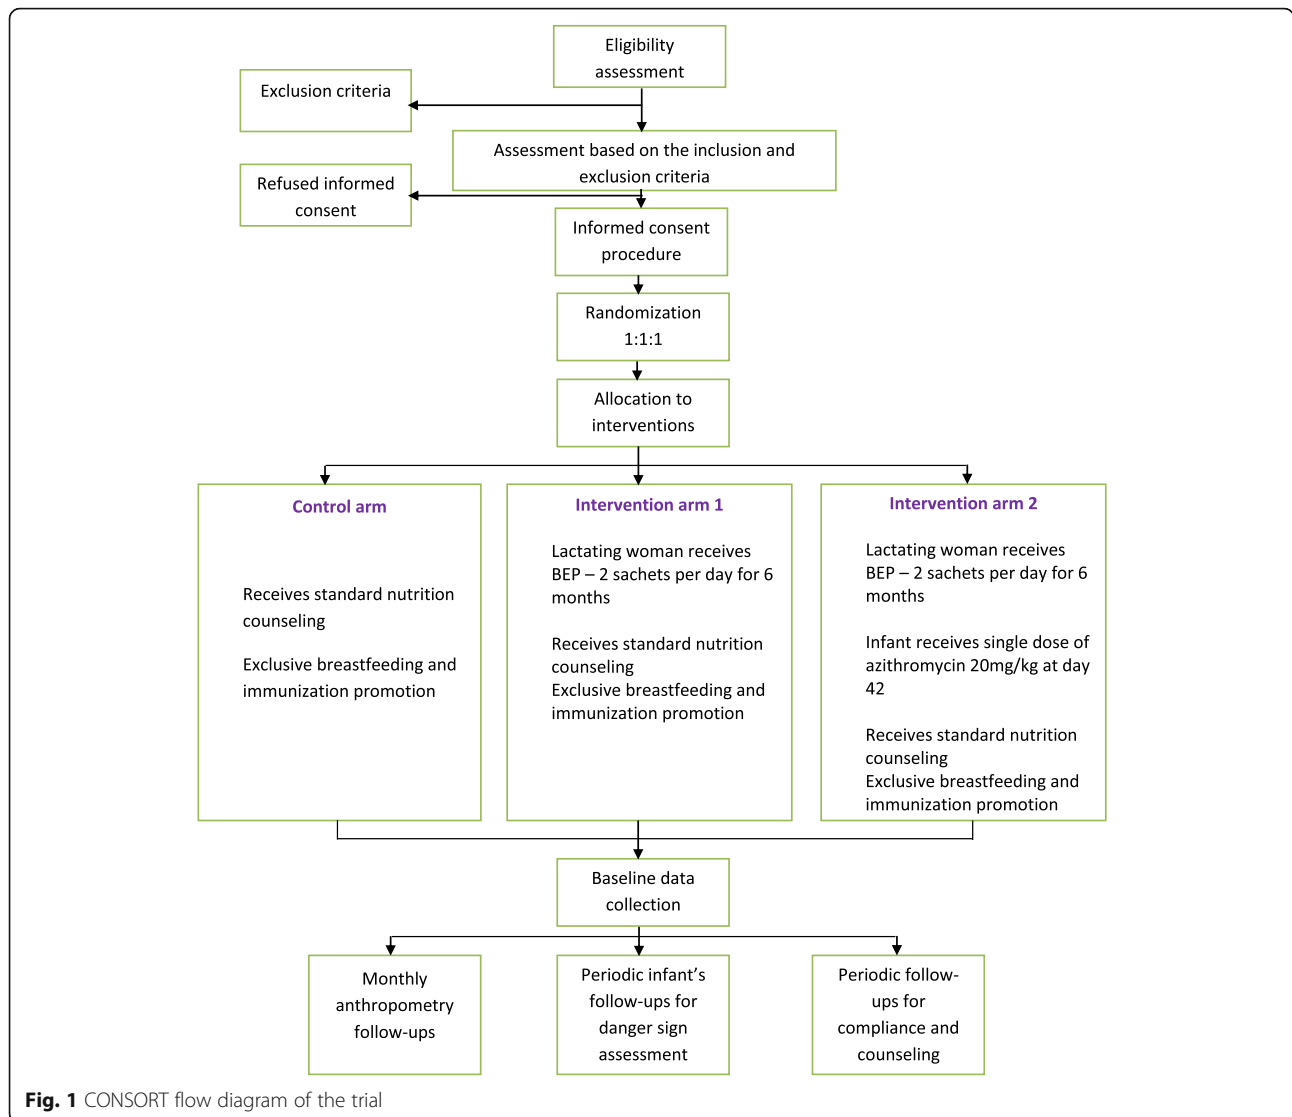 Eligibility
assessment
Exclusion criteria
Assessment based on the inclusion and
exclusion criteria
Refused informed
consent
Informed consent
procedure
Randomization
1:1:1
Allocation to
interventions
Control arm
Receives standard nutrition
counseling
Exclusive breastfeeding and
immunization promotion
Intervention arm 1
Lactating woman receives
BEP – 2 sachets per day for 6
months
Receives standard nutrition
counseling
Exclusive breastfeeding and
immunization promotion
Intervention arm 2
Lactating woman receives
BEP – 2 sachets per day for 6
months
Infant receives single dose of
azithromycin 20mg/kg at day
42
Receives standard nutrition
counseling
Exclusive breastfeeding and
immunization promotion
Baseline data
collection
Monthly
anthropometry
follow-ups
Periodic infant’s
follow-ups for
danger sign
assessment
Periodic follow-
ups for
compliance and
counseling
Fig. 1 CONSORT flow diagram of the trial